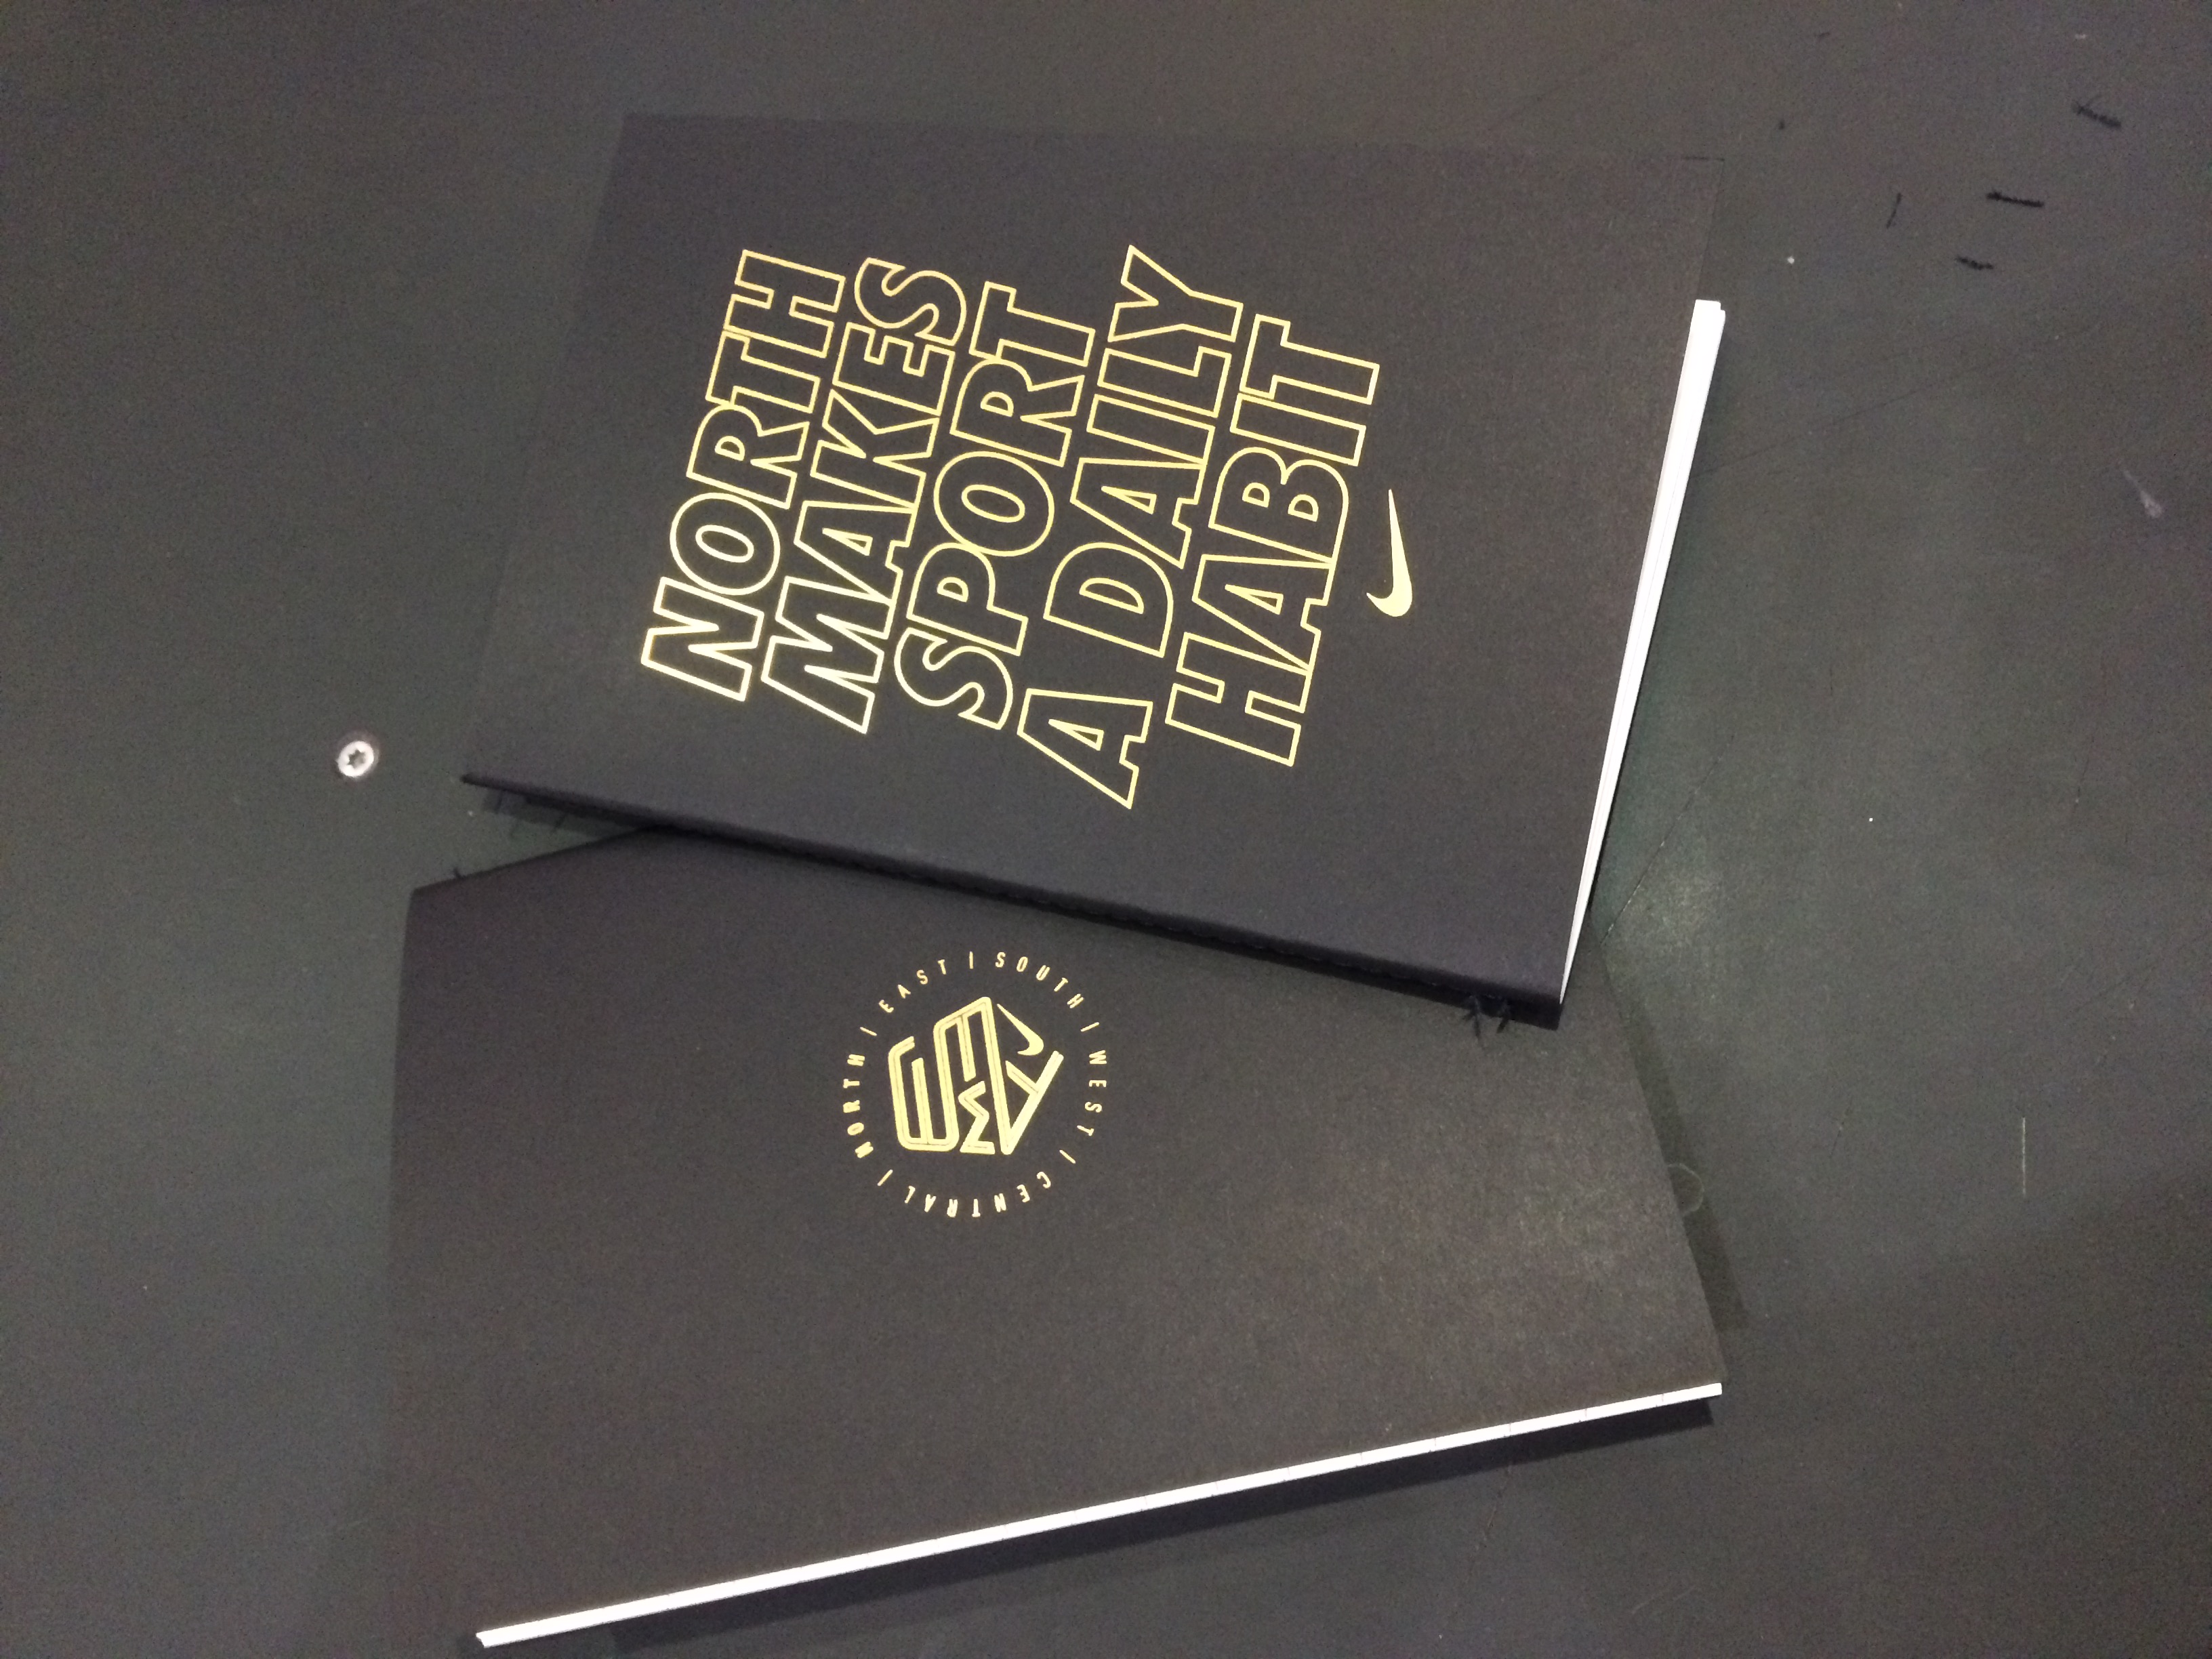 NORTH | EAST | SOUTH | WEST | CENTRAL |
NORTH
MAKES
SPORT
A DAILY
HABIT